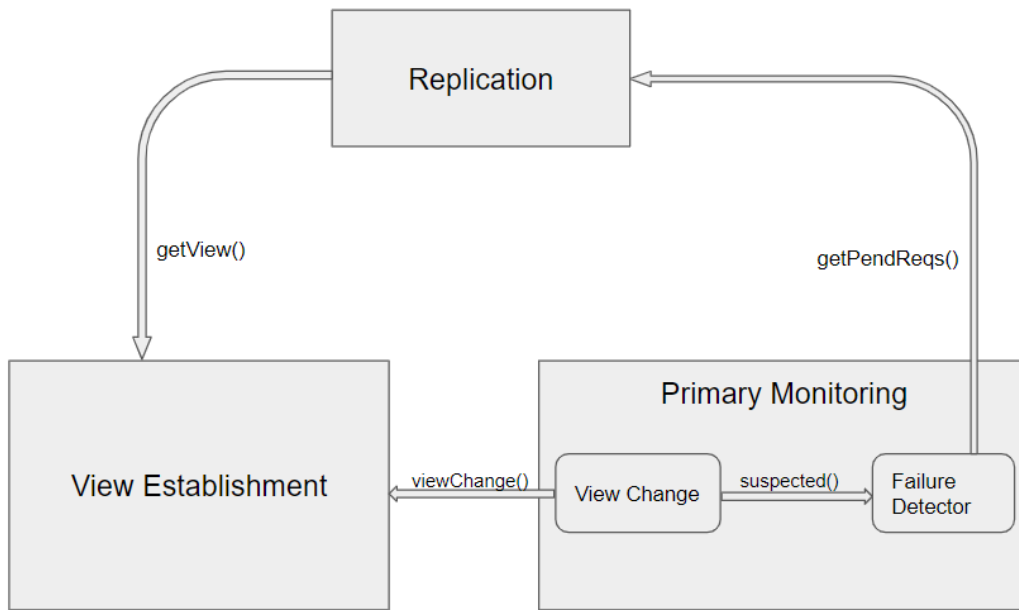 Replication
getView()
getPendReqs()
Primary Monitoring
View Establishment
viewChange()
View Change
suspected()
Failure
Detector